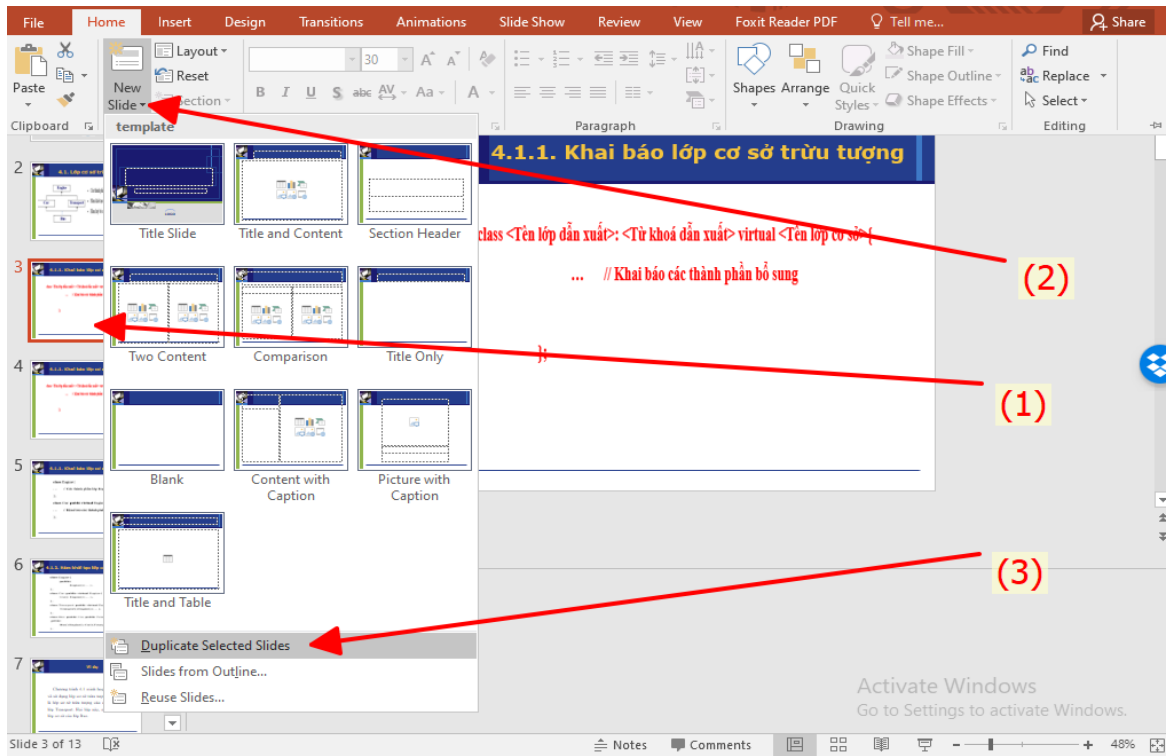 File Home Insert Design Transitions Animations Slide Show Review View Foxit Reader PDF Tell me... Share
Paste
Clipboard
New Slide
Layout
Reset
Section
30
B I U S abc AV Aa A
Paragraph
Shapes Arrange Quick Styles
Shape Fill
Shape Outline
Shape Effects
Drawing
Find
Replace
Select
Editing
template
Title Slide Title and Content Section Header
Two Content Comparison Title Only
Blank Content with Caption Picture with Caption
Title and Table
Duplicate Selected Slides
Slides from Outline...
Reuse Slides...
2
3
4
5
6
7
4.1.1. Khai báo lớp cơ sở trừu tượng
class <Tên lớp dẫn xuất>: <Từ khoá dẫn xuất> virtual <Tên lớp cơ sở>{
... // Khai báo các thành phần bổ sung
};
(2)
(1)
(3)
Activate Windows
Go to Settings to activate Windows.
Slide 3 of 13 Notes Comments 48%